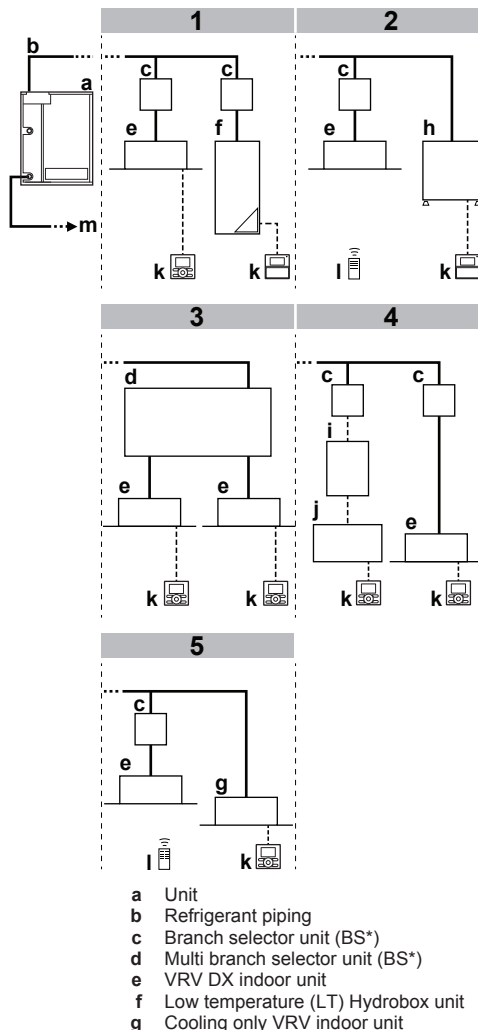 1
2
b
a
c
c
e
f
m
k
k
c
e
h
l
k
3
4
d
e
e
k
k
c
c
i
j
e
k
k
5
c
e
g
l
k
a Unit
b Refrigerant piping
c Branch selector unit (BS*)
d Multi branch selector unit (BS*)
e VRV DX indoor unit
f Low temperature (LT) Hydrobox unit
g Cooling only VRV indoor unit